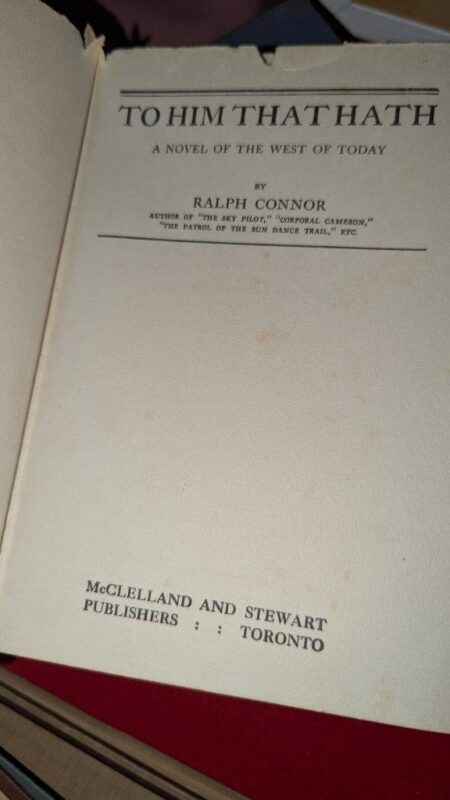 TO HIM THAT HATH
A NOVEL OF THE WEST OF TODAY
BY
RALPH CONNOR
AUTHOR OF "THE SKY PILOT," "CORPORAL CAMERON,"
"THE PATROL OF THE SUN DANCE TRAIL," ETC.
McCLELLAND AND STEWART
PUBLISHERS : : TORONTO